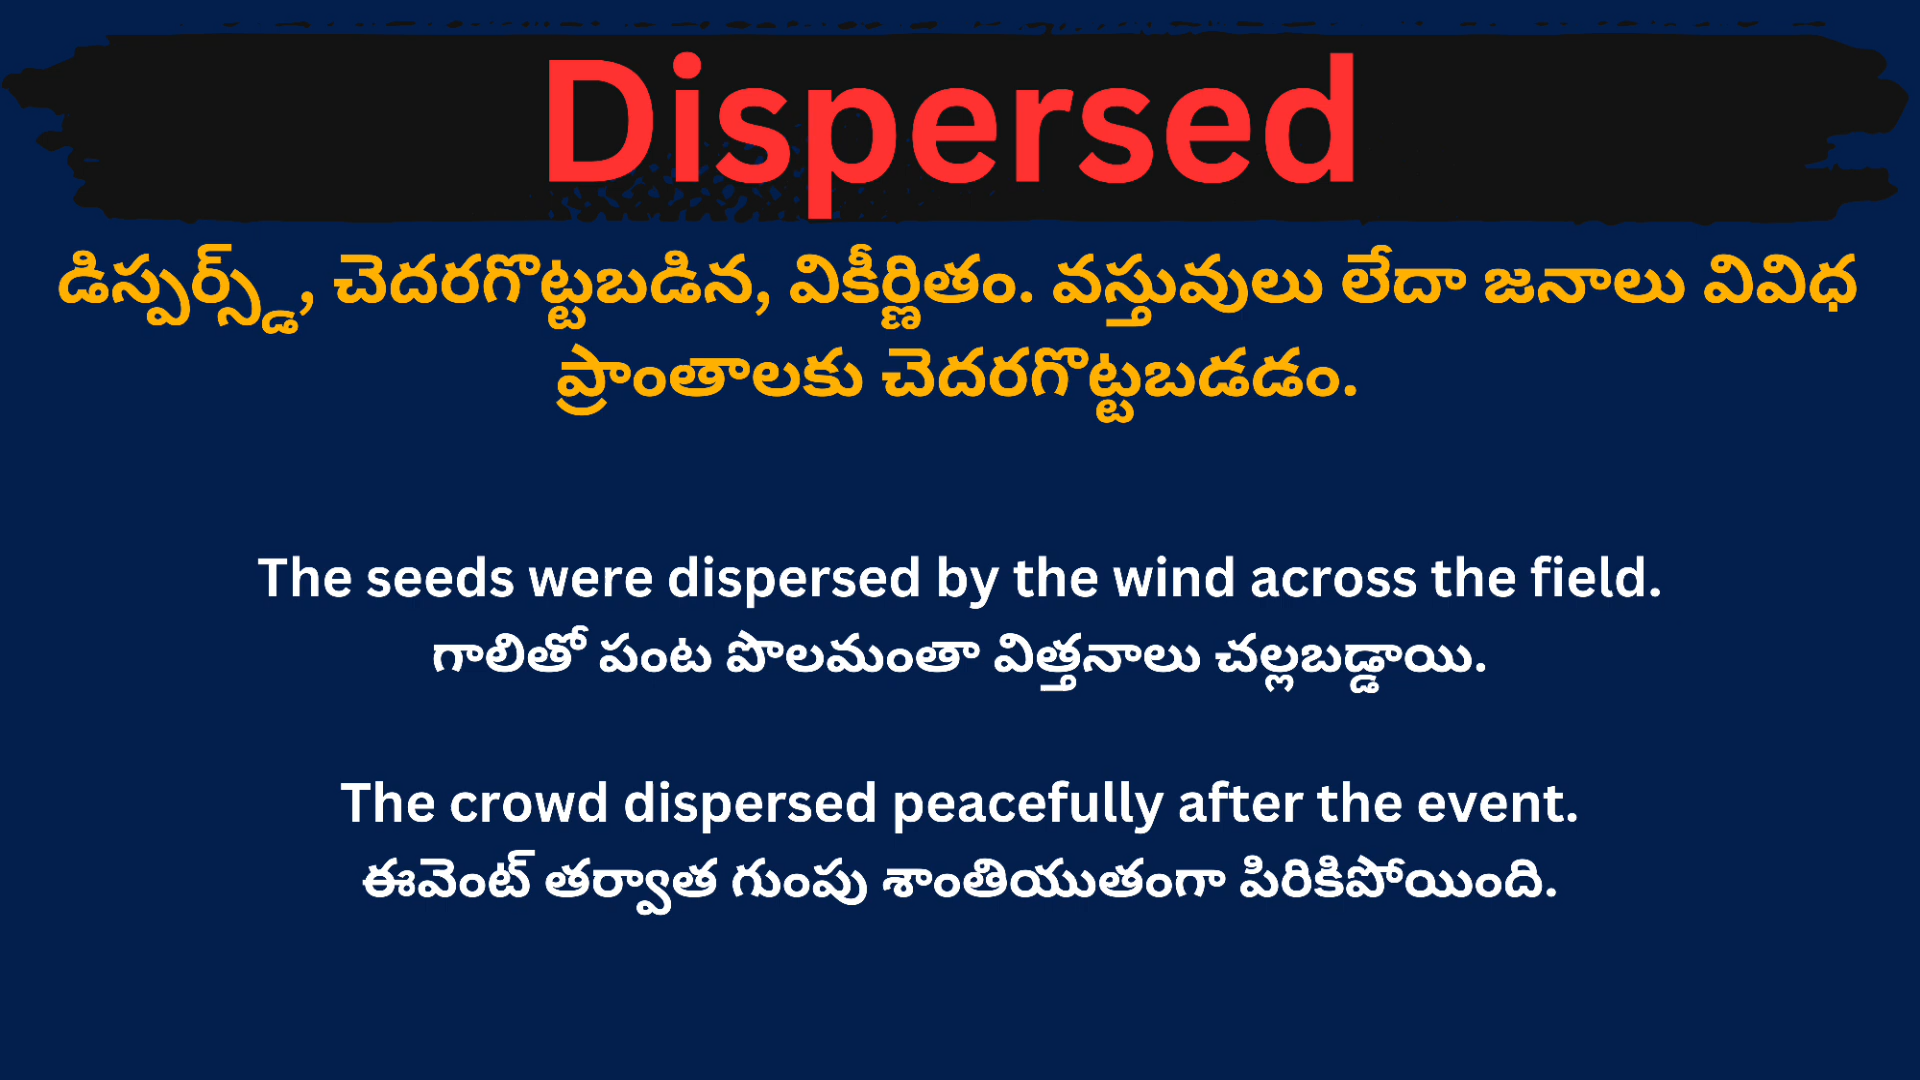 Dispersed
డిస్పర్స్డ్, చెదరగొట్టబడిన, వికీర్ణితం. వస్తువులు లేదా జనాలు వివిధ
ప్రాంతాలకు చెదరగొట్టబడడం.
The seeds were dispersed by the wind across the field.
గాలితో పంట పొలమంతా విత్తనాలు చల్లబడ్డాయి.
The crowd dispersed peacefully after the event.
ఈవెంట్ తర్వాత గుంపు శాంతియుతంగా పిరికిపోయింది.